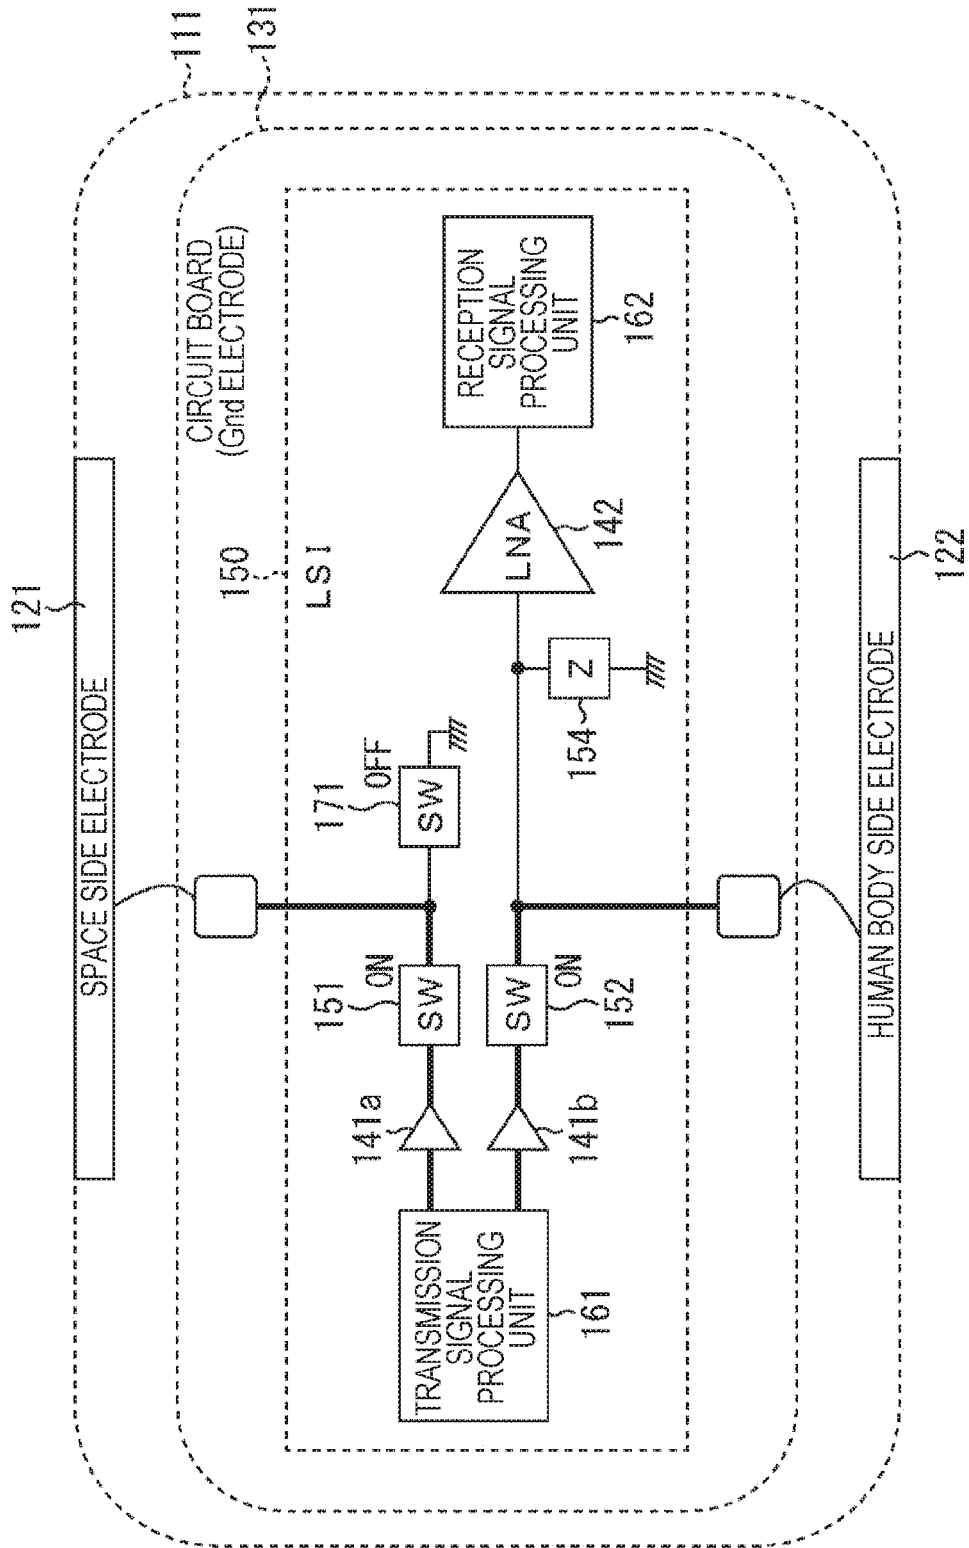 111
131
121
SPACE SIDE ELECTRODE
CIRCUIT BOARD
(Gnd ELECTRODE)
150
LSI
151
ON
SW
171
OFF
SW
141a
TRANSMISSION
SIGNAL
PROCESSING
UNIT
161
141b
SW
ON
152
Z
154
LNA
142
RECEPTION
SIGNAL
PROCESSING
UNIT
162
HUMAN BODY SIDE ELECTRODE
122